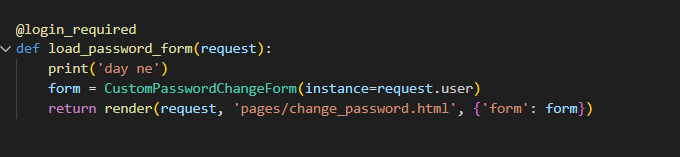 @login_required
def load_password_form(request):
    print('day ne')
    form = CustomPasswordChangeForm(instance=request.user)
    return render(request, 'pages/change_password.html', {'form': form})